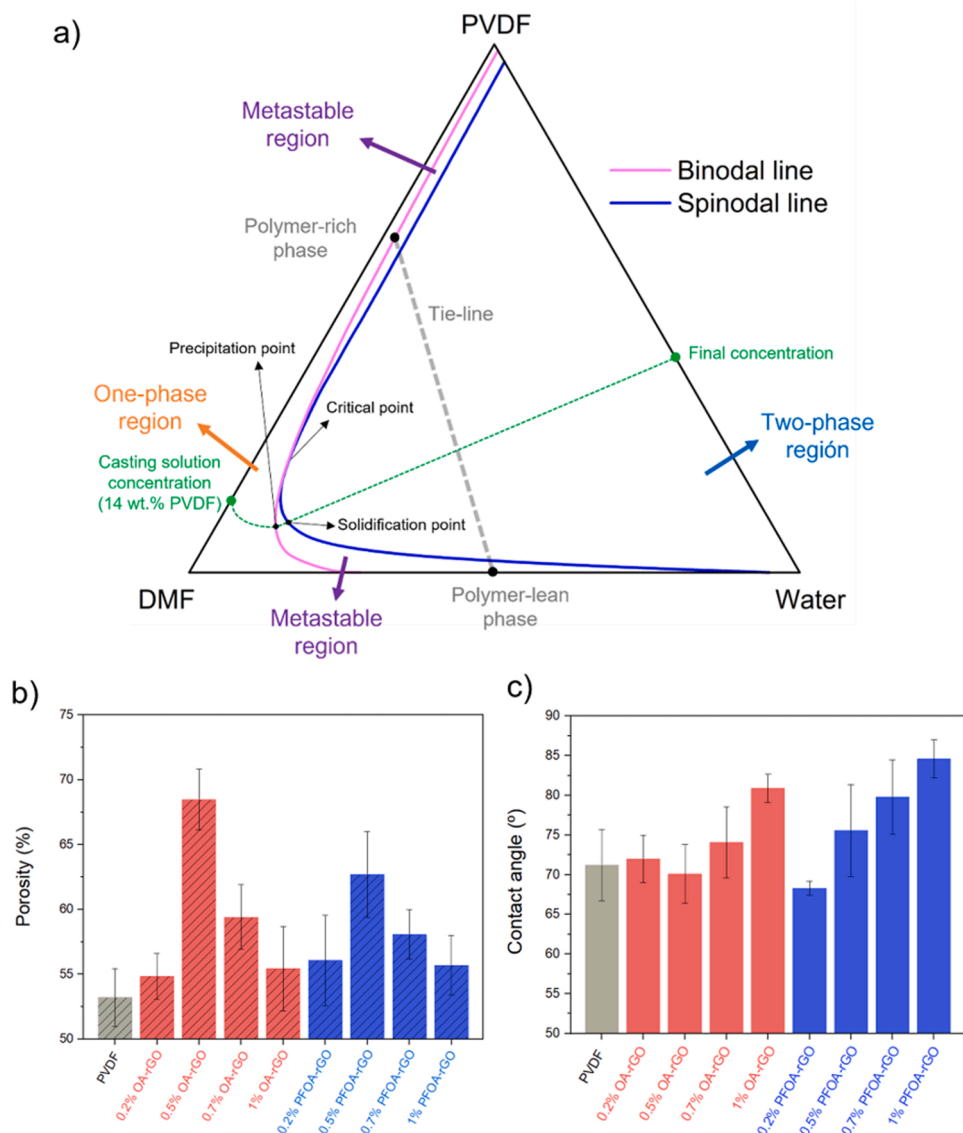 a)
PVDF
Metastable
region
Binodal line
Spinodal line
Polymer-rich
phase
Tie-line
Precipitation point
Final concentration
One-phase
region
Critical point
Two-phase
región
Casting solution
concentration
(14 wt.% PVDF)
Solidification point
DMF
Polymer-lean
phase
Water
Metastable
region
b)
75
70
65
60
55
50
Porosity (%)
PVDF
0.2% OA-rGO
0.5% OA-rGO
0.7% OA-rGO
1% OA-rGO
0.2% PFOA-rGO
0.5% PFOA-rGO
0.7% PFOA-rGO
1% PFOA-rGO
c)
90
85
80
75
70
65
60
55
50
Contact angle (º)
PVDF
0.2% OA-rGO
0.5% OA-rGO
0.7% OA-rGO
1% OA-rGO
0.2% PFOA-rGO
0.5% PFOA-rGO
0.7% PFOA-rGO
1% PFOA-rGO